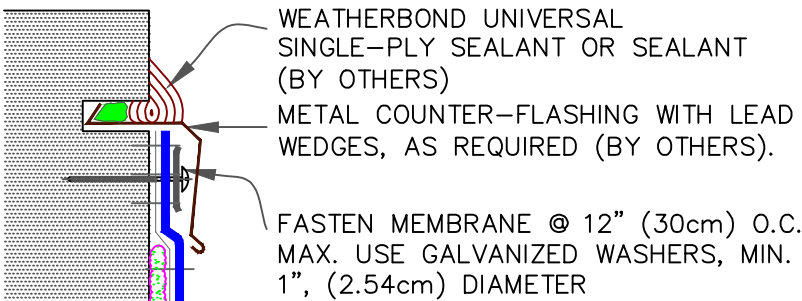 WEATHERBOND UNIVERSAL
SINGLE–PLY SEALANT OR SEALANT
(BY OTHERS)
METAL COUNTER–FLASHING WITH LEAD
WEDGES, AS REQUIRED (BY OTHERS).
FASTEN MEMBRANE @ 12” (30cm) O.C.
MAX. USE GALVANIZED WASHERS, MIN.
1”, (2.54cm) DIAMETER